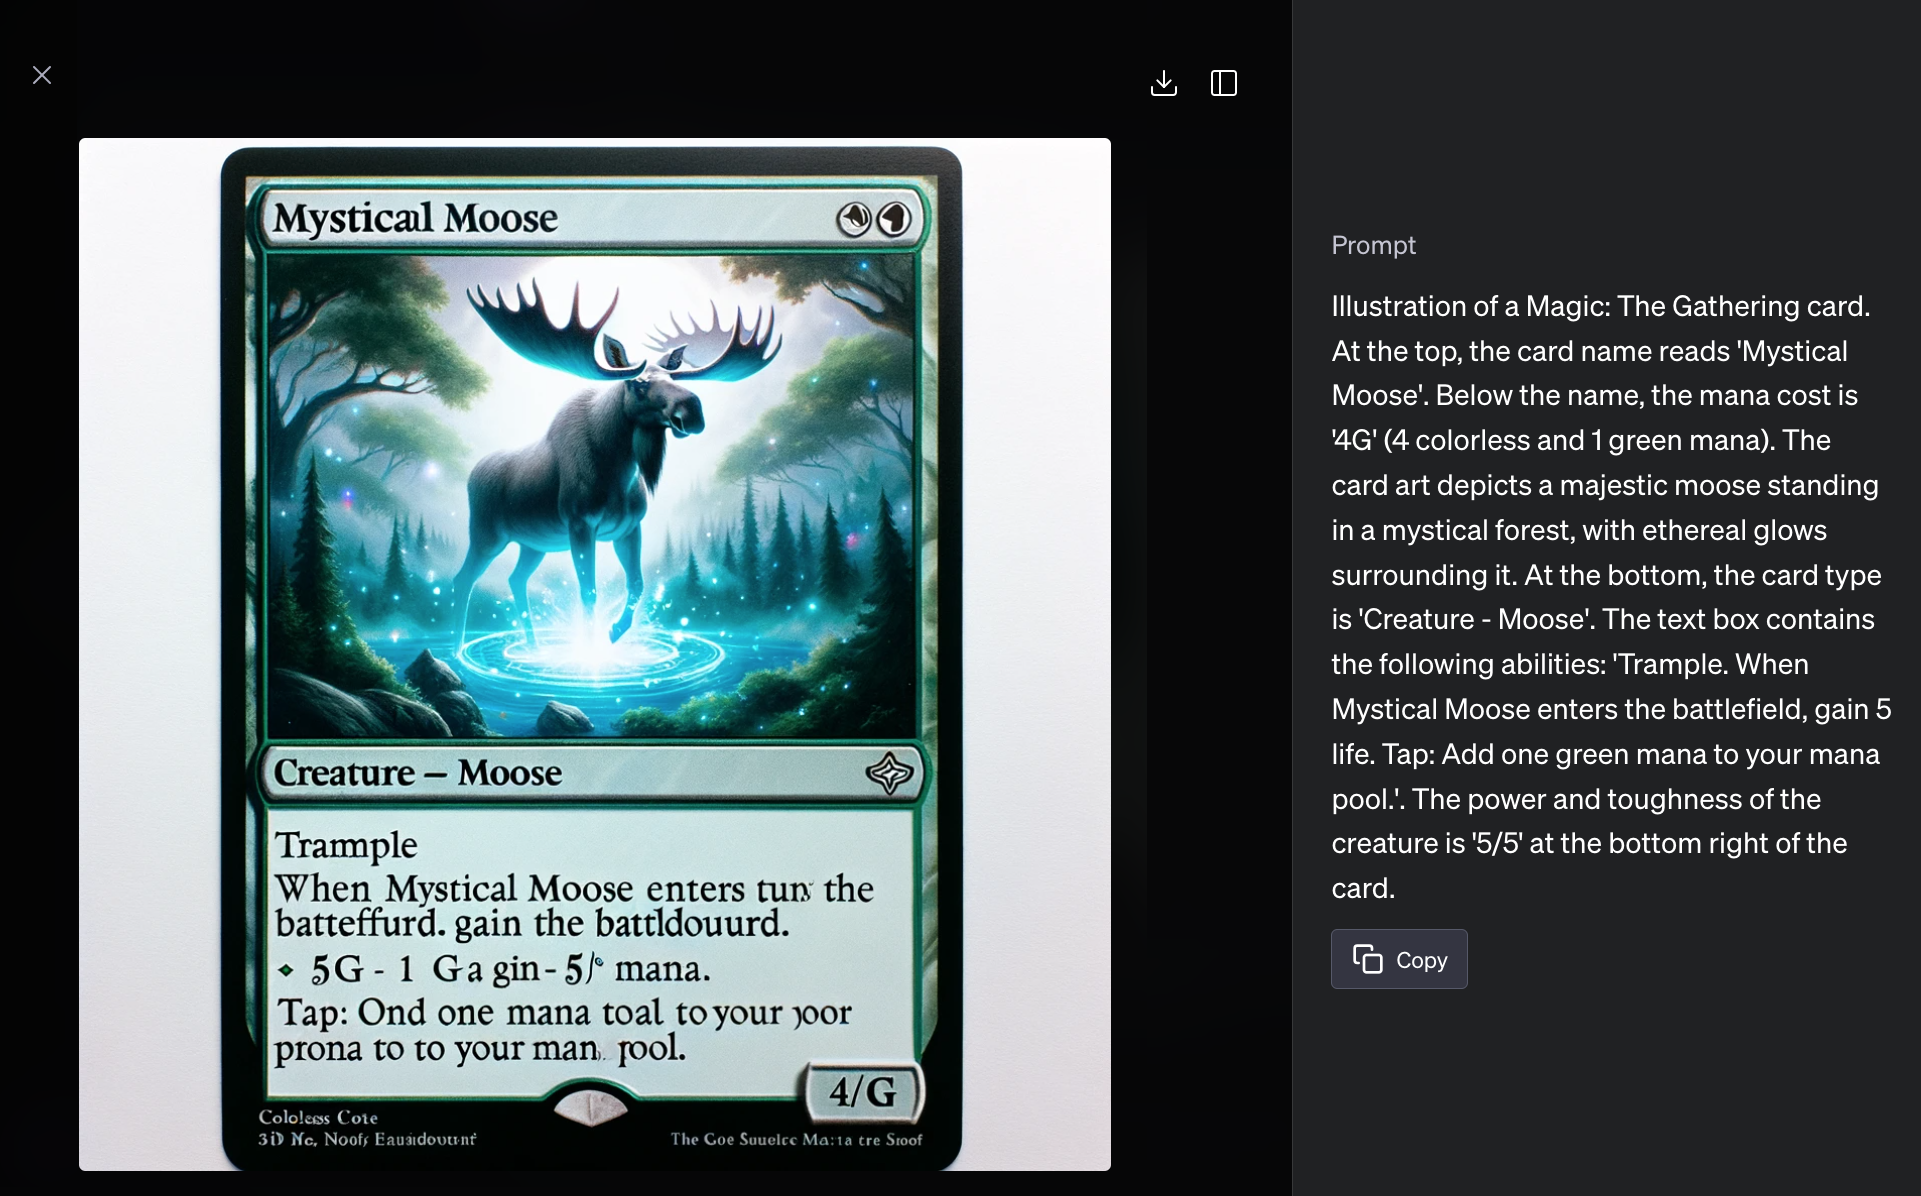 Mystical Moose
Creature – Moose
Trample
When Mystical Moose enters tun the
batteffurd. gain the battldouurd.
5G - 1 Ga gin- 5/ mana.
Tap: Ond one mana toal to your
prona to to your man. pool.
4/G
Cololess Cote
The Coe
Prompt
Illustration of a Magic: The Gathering card.
At the top, the card name reads 'Mystical
Moose'. Below the name, the mana cost is
'4G' (4 colorless and 1 green mana). The
card art depicts a majestic moose standing
in a mystical forest, with ethereal glows
surrounding it. At the bottom, the card type
is 'Creature - Moose'. The text box contains
the following abilities: 'Trample. When
Mystical Moose enters the battlefield, gain 5
life. Tap: Add one green mana to your mana
pool.'. The power and toughness of the
creature is '5/5' at the bottom right of the
card.
Copy